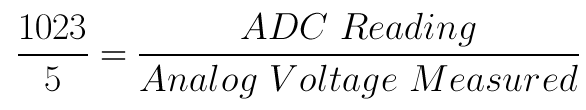 1023 / 5 = ADC Reading / Analog Voltage Measured